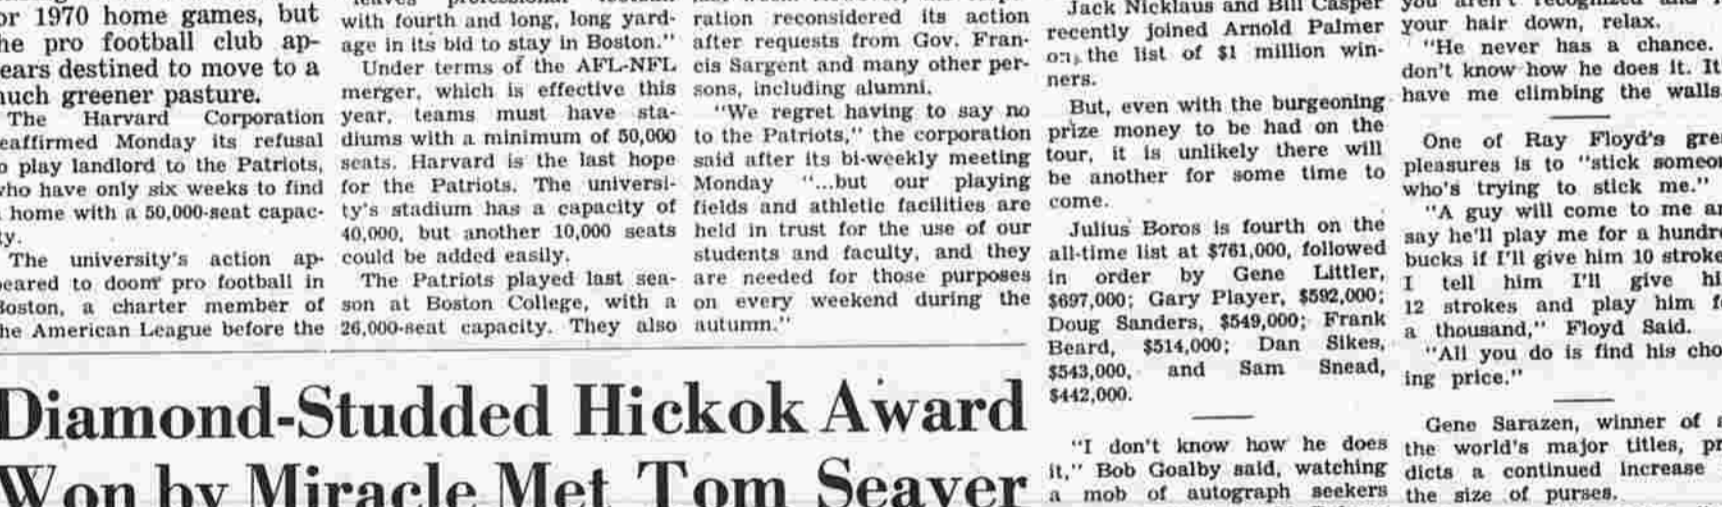 or 1970 home games, but
he pro football club ap-
ears destined to move to a
uch greener pasture.
The Harvard Corporation
eaffirmed Monday its refusal
o play landlord to the Patriots,
who have only six weeks to find
home with a 50,000-seat capac-
ty.
The university's action ap-
peared to doom pro football in
Boston, a charter member of
he American League before the
leaves professional football
with fourth and long, long yard-
age in its bid to stay in Boston."
Under terms of the AFL-NFL
merger, which is effective this
year, teams must have sta-
diums with a minimum of 50,000
seats. Harvard is the last hope
for the Patriots. The universi-
ty's stadium has a capacity of
40,000, but another 10,000 seats
could be added easily.
The Patriots played last sea-
son at Boston College, with a
26,000-seat capacity. They also
ration reconsidered its action
after requests from Gov. Fran-
cis Sargent and many other per-
sons, including alumni.
"We regret having to say no
to the Patriots," the corporation
said after its bi-weekly meeting
Monday "...but our playing
fields and athletic facilities are
held in trust for the use of our
students and faculty, and they
are needed for those purposes
on every weekend during the
autumn."
Diamond-Studded Hickok Award
Won by Miracle Met Tom Seaver
Jack Nicklaus and Bill Casper
recently joined Arnold Palmer
on the list of $1 million win-
ners.
But, even with the burgeoning
prize money to be had on the
tour, it is unlikely there will
be another for some time to
come.
Julius Boros is fourth on the
all-time list at $761,000, followed
in order by Gene Littler,
$697,000; Gary Player, $592,000;
Doug Sanders, $549,000; Frank
Beard, $514,000; Dan Sikes,
$543,000, and Sam Snead,
$442,000.
"I don't know how he does
it," Bob Goalby said, watching
a mob of autograph seekers
you aren't recognized and
your hair down, relax.
"He never has a chance.
don't know how he does it. It
have me climbing the walls
One of Ray Floyd's gre
pleasures is to "stick someo
who's trying to stick me."
"A guy will come to me a
say he'll play me for a hundr
bucks if I'll give him 10 stroke
I tell him I'll give hi
12 strokes and play him f
a thousand," Floyd Said.
"All you do is find his cho
ing price."
Gene Sarazen, winner of
the world's major titles, pr
dicts a continued increase
the size of purses.